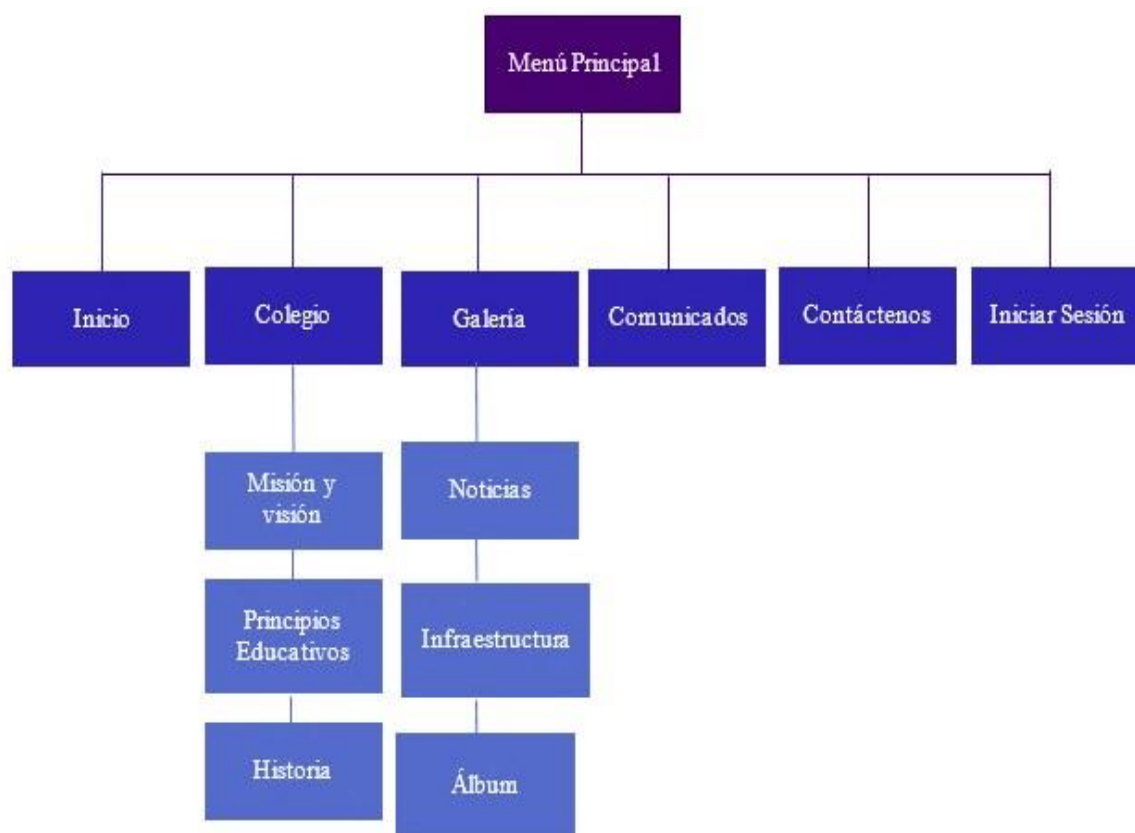 Menú Principal
Inicio
Colegio
Galería
Comunicados
Contáctenos
Iniciar Sesión
Misión y
visión
Noticias
Principios
Educativos
Infraestructura
Historia
Álbum